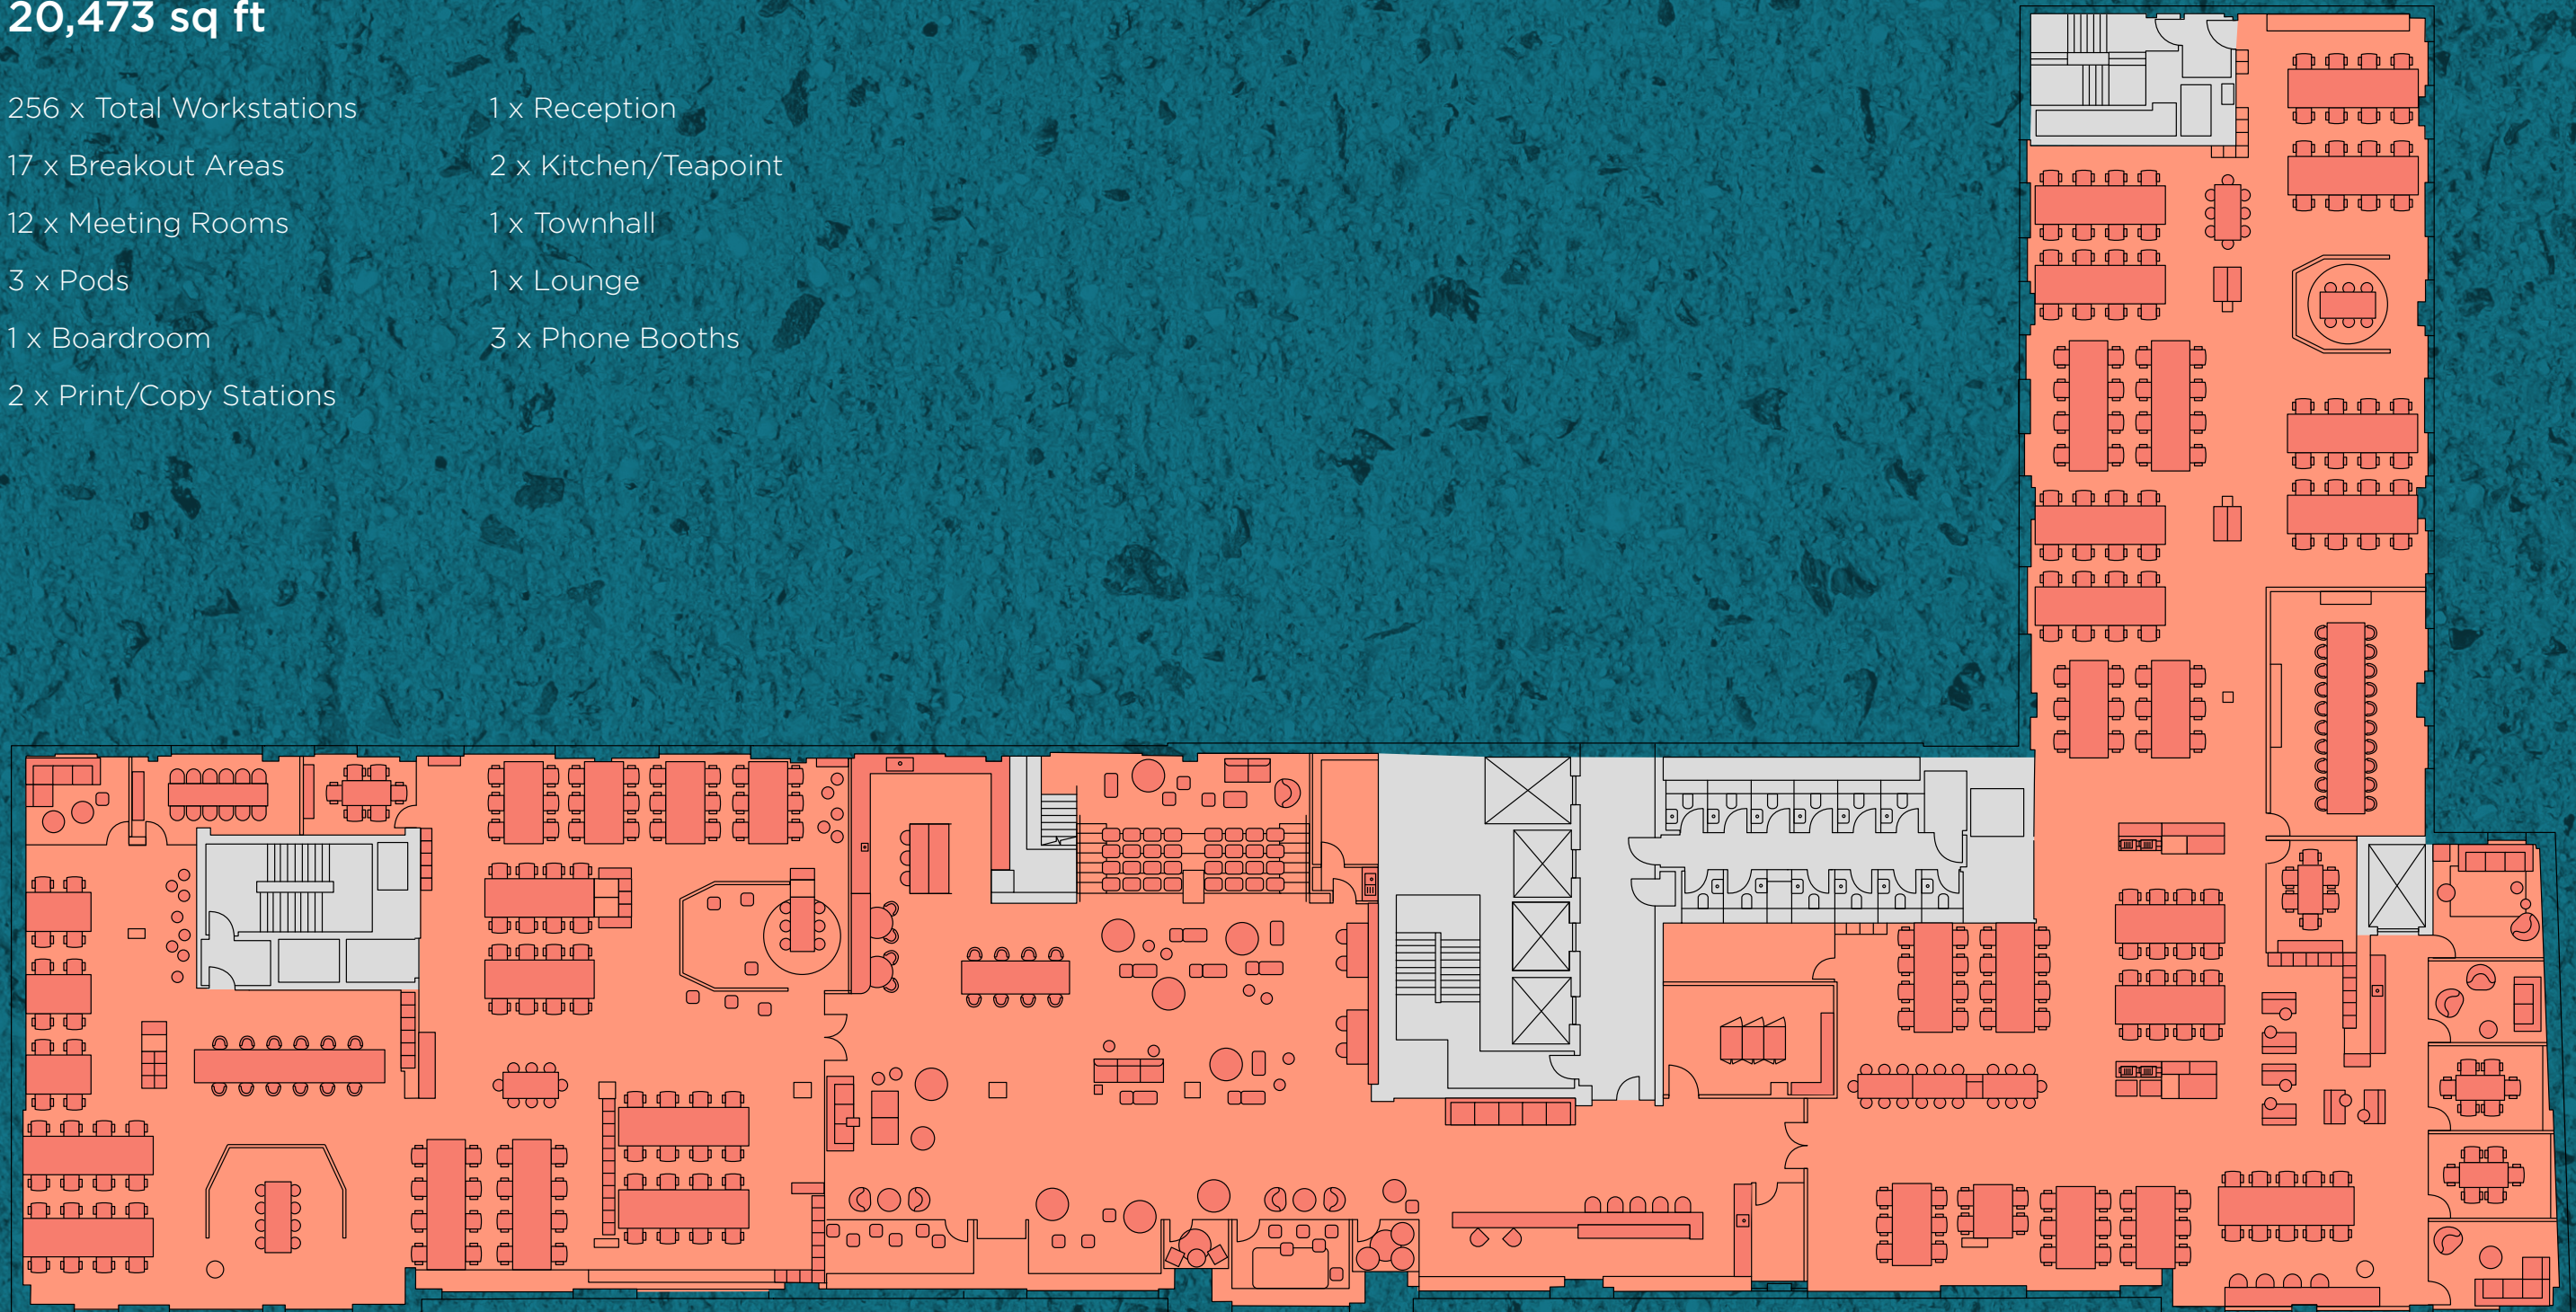 20,473 sq ft
256 x Total Workstations
17 x Breakout Areas
12 x Meeting Rooms
3 x Pods
1 x Boardroom
2 x Print/Copy Stations
1 x Reception
2 x Kitchen/Teapoint
1 x Townhall
1 x Lounge
3 x Phone Booths